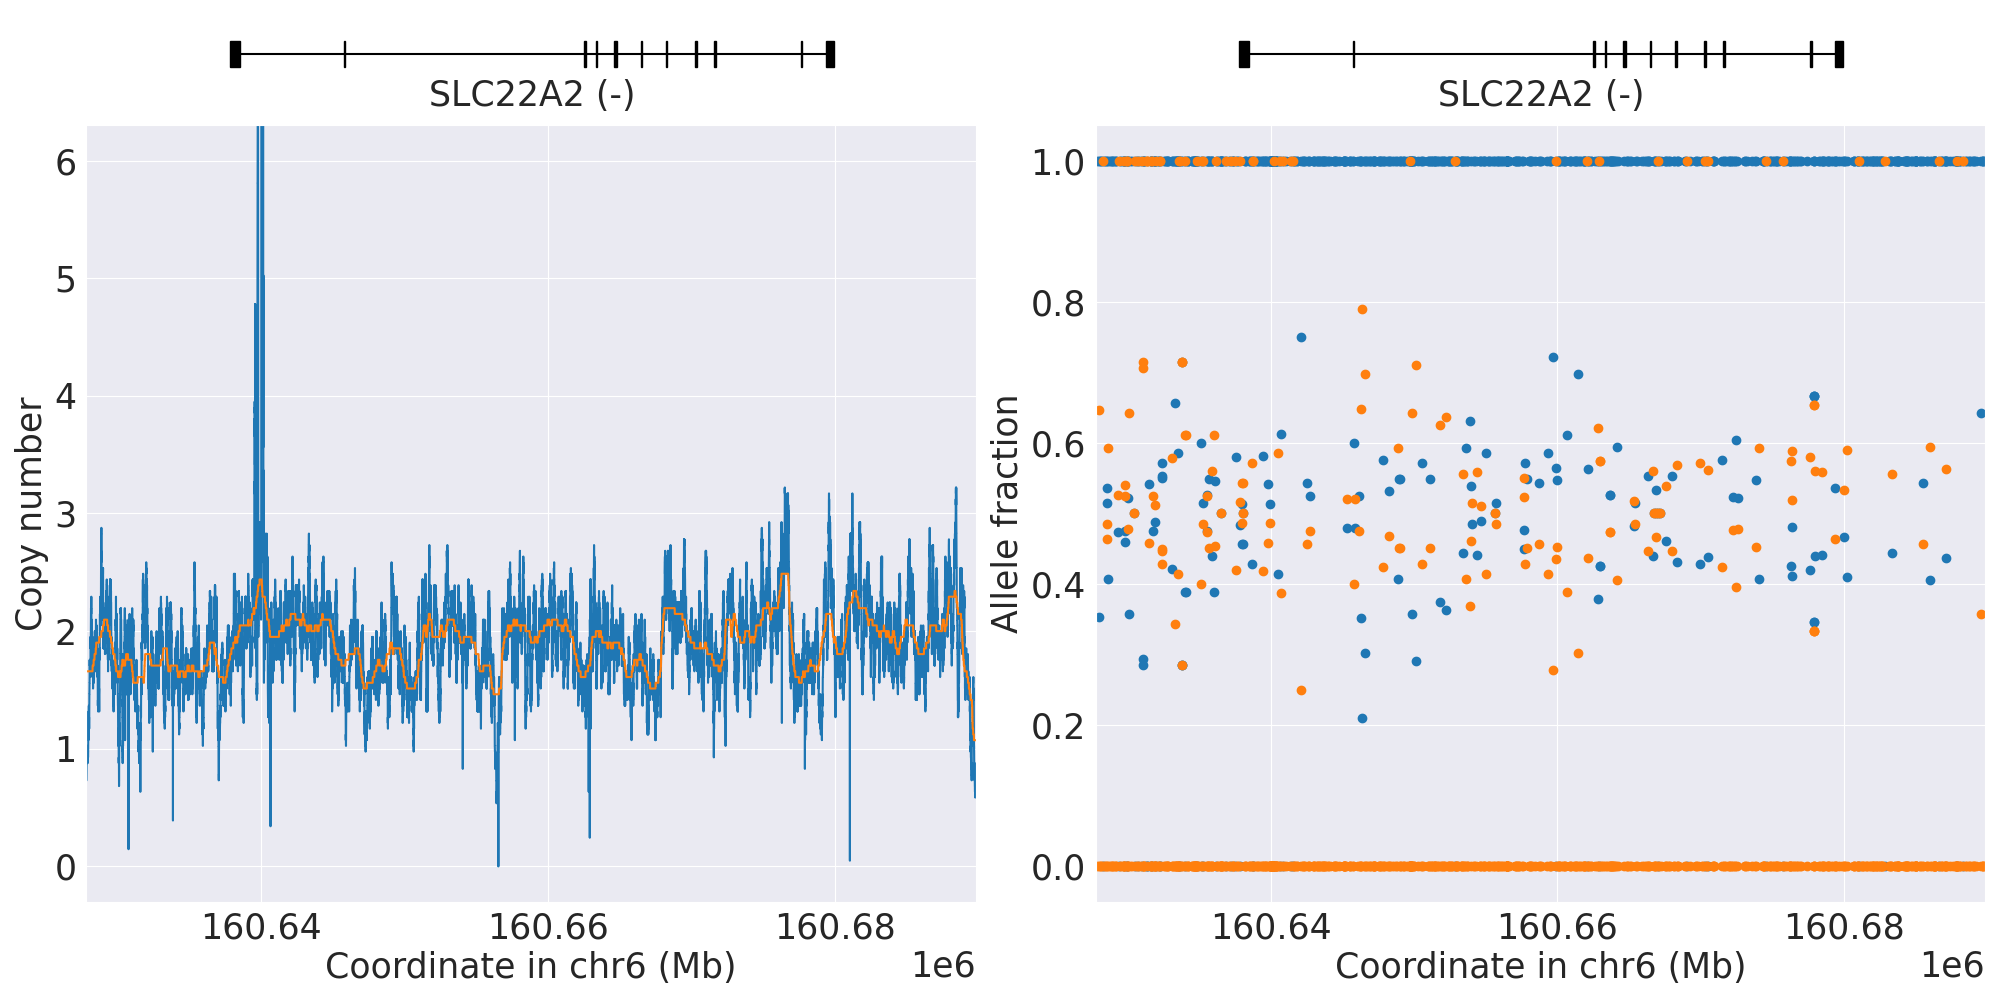 SLC22A2 (-)
6
5
4
3
2
1
0
Copy number
160.64
160.66
160.68
Coordinate in chr6 (Mb)
1e6
SLC22A2 (-)
1.0
0.8
0.6
0.4
0.2
0.0
Allele fraction
160.64
160.66
160.68
Coordinate in chr6 (Mb)
1e6